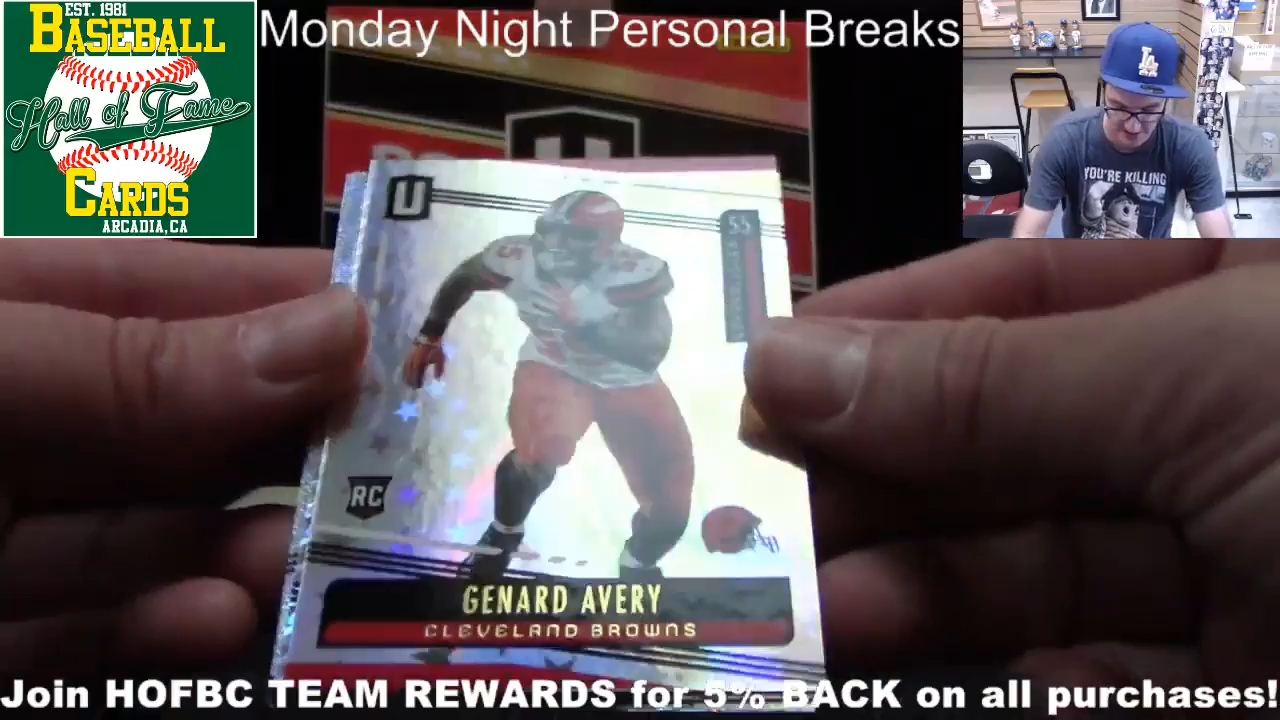 EST. 1981
BASEBALL
Hall of Fame
CARDS
ARCADIA,CA
Monday Night Personal Breaks
LA
YOU'RE KILLING
U
55
RC
GENARD AVERY
CLEVELAND BROWNS
Join HOFBC TEAM REWARDS for 5% BACK on all purchases!